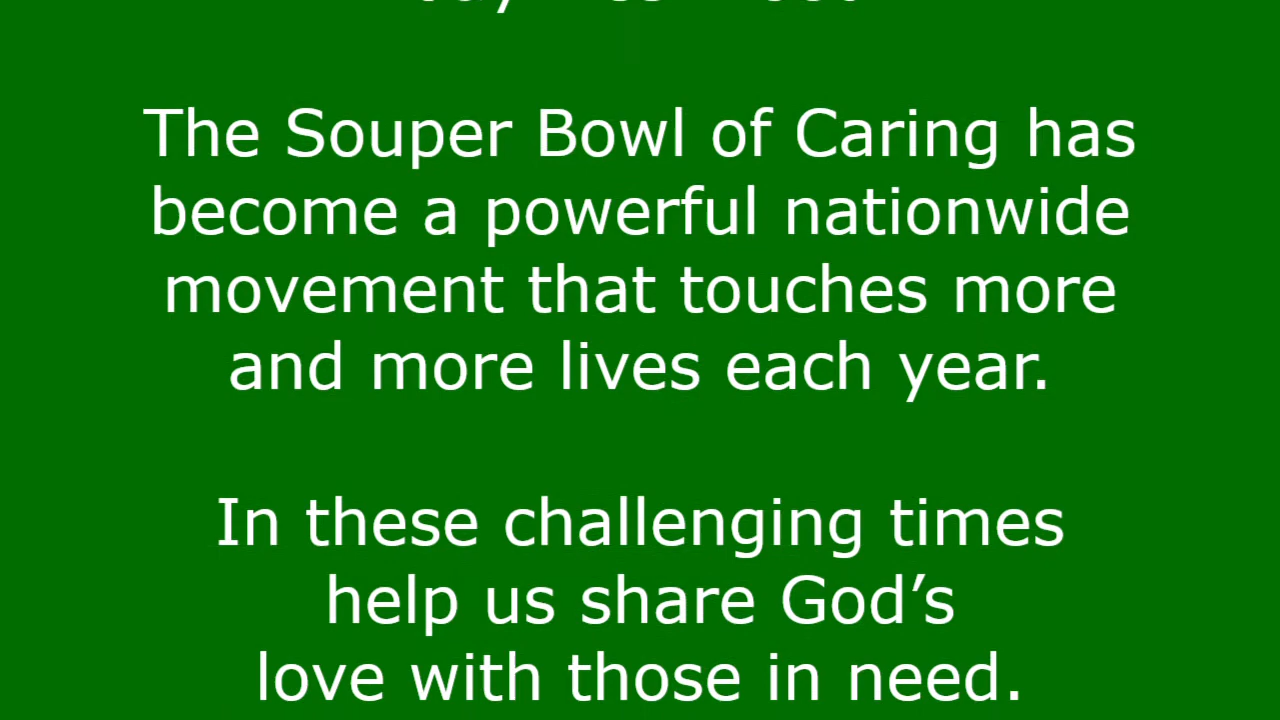 The Souper Bowl of Caring has
become a powerful nationwide
movement that touches more
and more lives each year.
In these challenging times
help us share God’s
love with those in need.